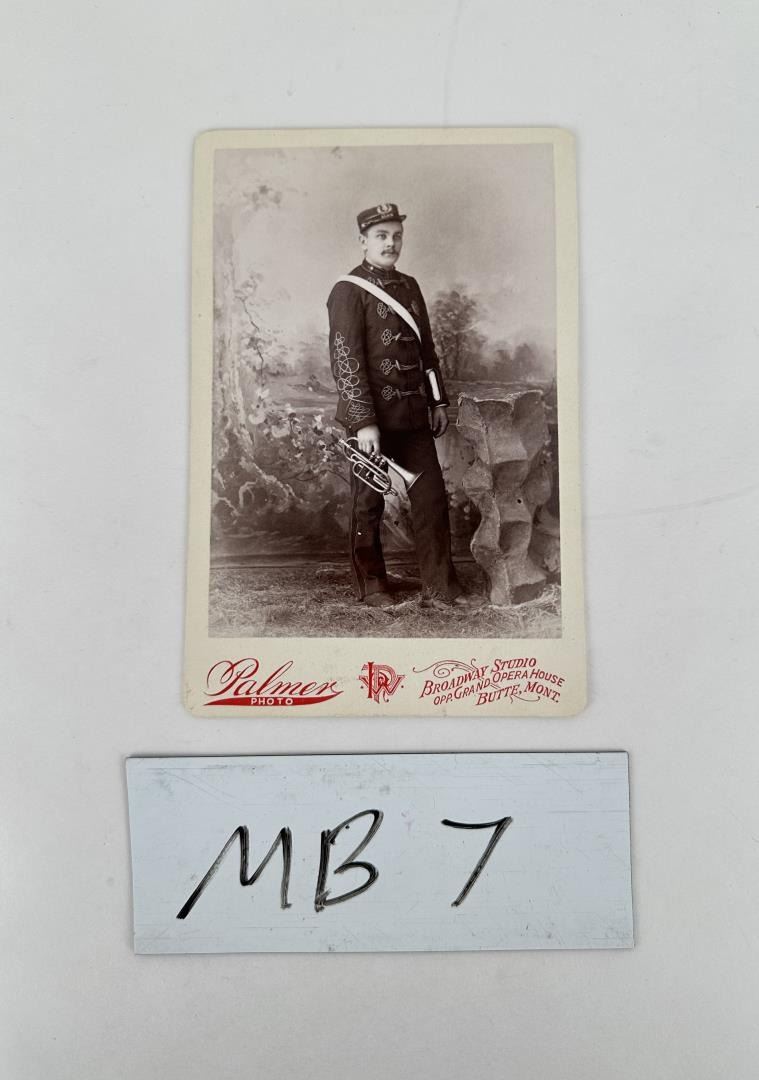 Palmer
PHOTO
BROADWAY STUDIO
OPP. GRAND OPERA HOUSE
BUTTE, MONT.
MB 7